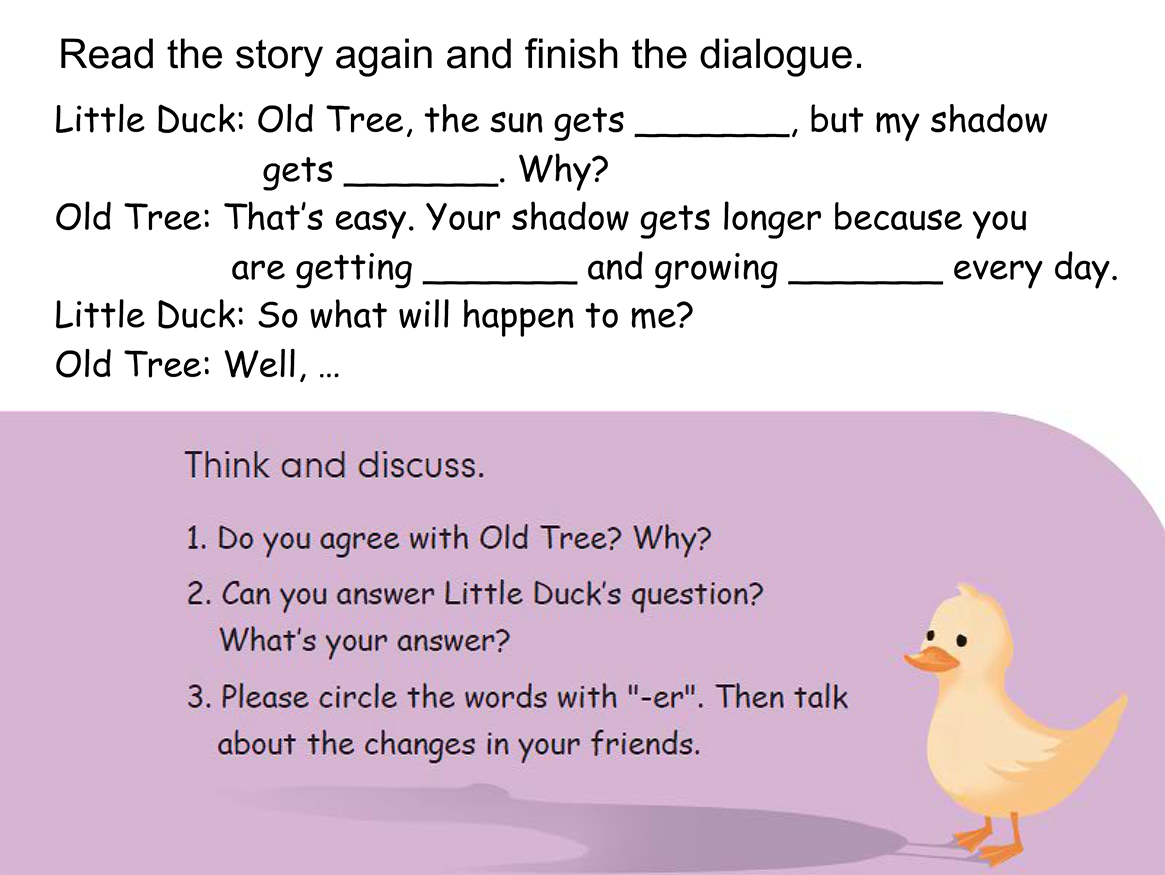 Read the story again and finish the dialogue.
Little Duck: Old Tree, the sun gets _______, but my shadow
gets _______. Why?
Old Tree: That's easy. Your shadow gets longer because you
are getting _______ and growing _______ every day.
Little Duck: So what will happen to me?
Old Tree: Well, …
Think and discuss.
1. Do you agree with Old Tree? Why?
2. Can you answer Little Duck's question?
What's your answer?
3. Please circle the words with "-er". Then talk
about the changes in your friends.